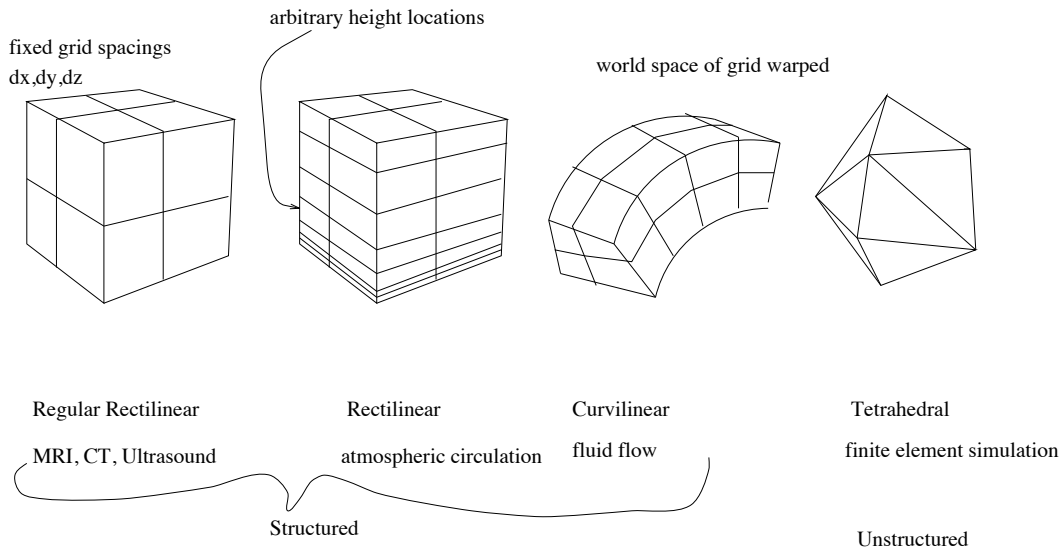 arbitrary height locations
fixed grid spacings
dx,dy,dz
world space of grid warped
Regular Rectilinear
Rectilinear
Curvilinear
Tetrahedral
MRI, CT, Ultrasound
atmospheric circulation
fluid flow
finite element simulation
Structured
Unstructured